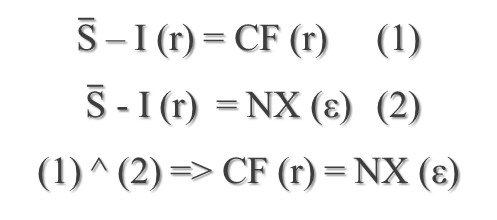 S̅ – I (r) = CF (r) (1)
S̅ - I (r) = NX (ε) (2)
(1) ^ (2) => CF (r) = NX (ε)